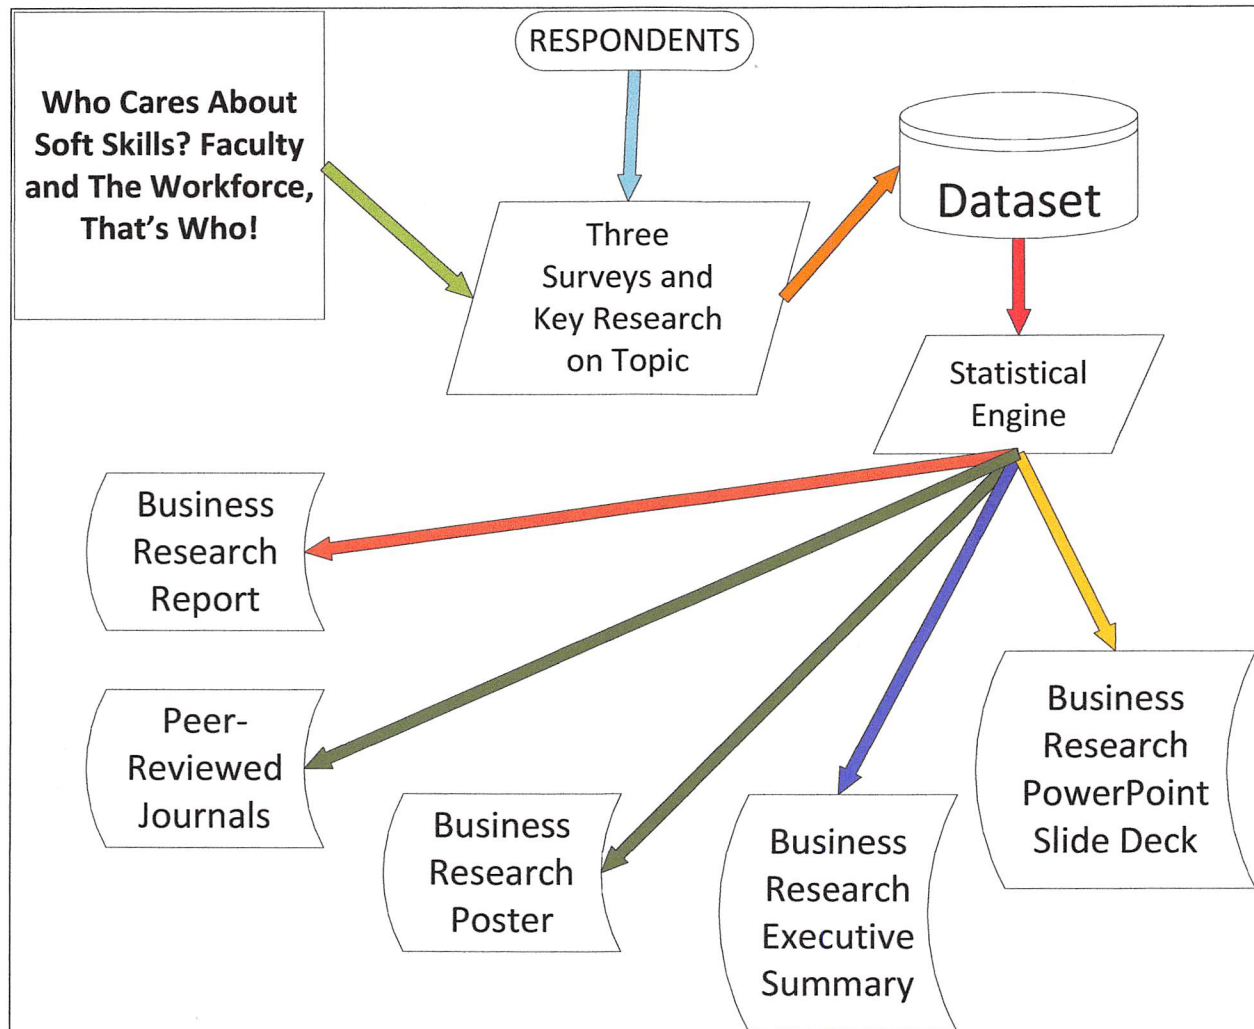 Who Cares About
Soft Skills? Faculty
and The Workforce,
That's Who!
RESPONDENTS
Three
Surveys and
Key Research
on Topic
Dataset
Statistical
Engine
Business
Research
Report
Peer-
Reviewed
Journals
Business
Research
Poster
Business
Research
Executive
Summary
Business
Research
PowerPoint
Slide Deck